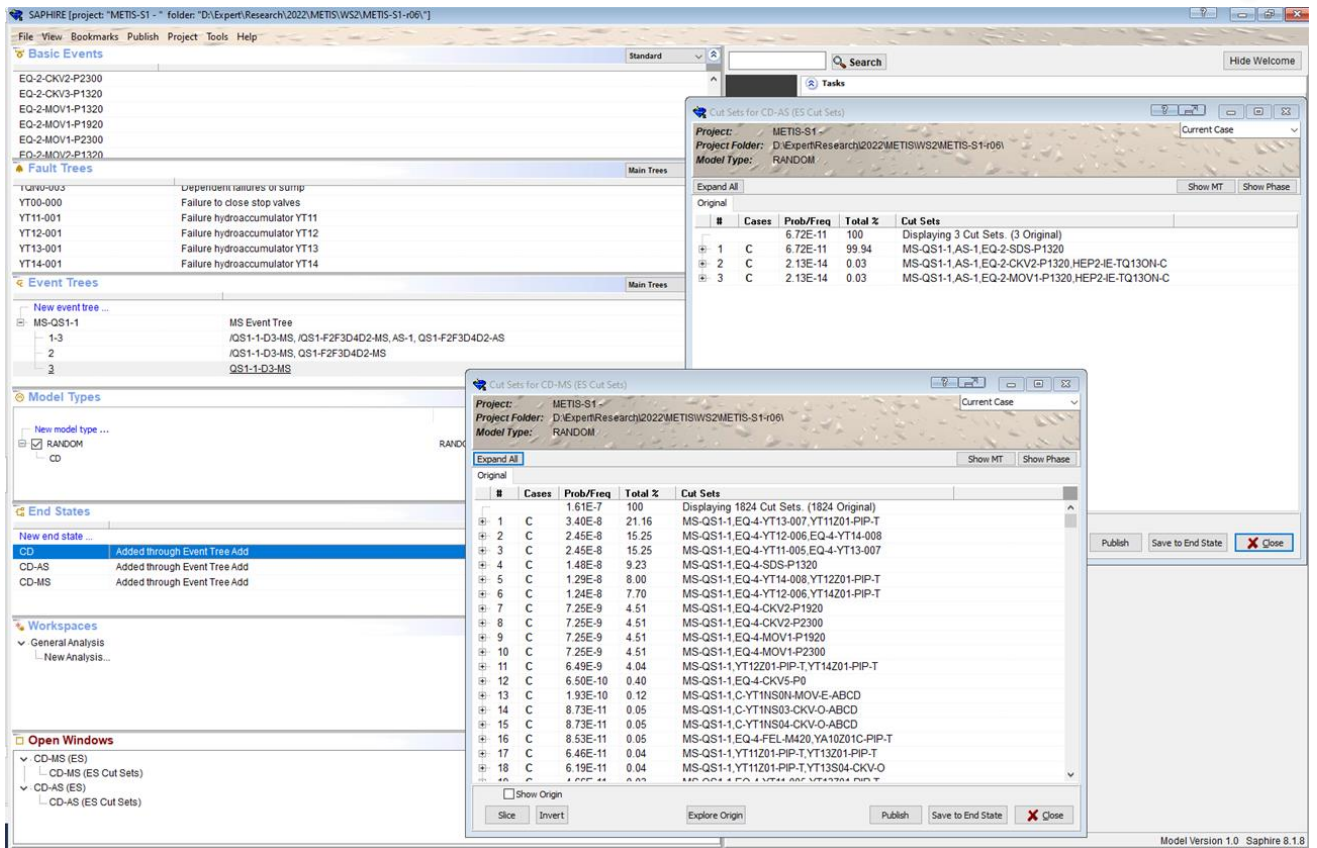 SAPHIRE [project: "METIS-S1 - " folder: "D:\Expert\Research\2022\METIS\WS2\METIS-S1-r06\"]
File View Bookmarks Publish Project Tools Help
Basic Events
Standard
EQ-2-CKV2-P2300
EQ-2-CKV3-P1320
EQ-2-MOV1-P1320
EQ-2-MOV1-P1920
EQ-2-MOV1-P2300
EQ-2-MOV2-P1320
Fault Trees
Main Trees
TQIN0-003 Dependent failures of sump
YT00-000 Failure to close stop valves
YT11-001 Failure hydroaccumulator YT11
YT12-001 Failure hydroaccumulator YT12
YT13-001 Failure hydroaccumulator YT13
YT14-001 Failure hydroaccumulator YT14
Event Trees
Main Trees
New event tree ...
MS-QS1-1 MS Event Tree
1-3 /QS1-1-D3-MS, /QS1-F2F3D4D2-MS, AS-1, QS1-F2F3D4D2-AS
2 /QS1-1-D3-MS, QS1-F2F3D4D2-MS
3 QS1-1-D3-MS
Model Types
New model type ...
RANDOM
CD
End States
New end state ...
CD Added through Event Tree Add
CD-AS Added through Event Tree Add
CD-MS Added through Event Tree Add
Workspaces
General Analysis
New Analysis...
Open Windows
CD-MS (ES)
CD-MS (ES Cut Sets)
CD-AS (ES)
CD-AS (ES Cut Sets)
Search
Hide Welcome
Tasks
Cut Sets for CD-AS (ES Cut Sets)
Project: METIS-S1 -
Current Case
Project Folder: D:\Expert\Research\2022\METIS\WS2\METIS-S1-r06\
Model Type: RANDOM
Expand All Show MT Show Phase
Original
# Cases Prob/Freq Total % Cut Sets
6.72E-11 100 Displaying 3 Cut Sets. (3 Original)
1 C 6.72E-11 99.94 MS-QS1-1,AS-1,EQ-2-SDS-P1320
2 C 2.13E-14 0.03 MS-QS1-1,AS-1,EQ-2-CKV2-P1320,HEP2-IE-TQ13ON-C
3 C 2.13E-14 0.03 MS-QS1-1,AS-1,EQ-2-MOV1-P1320,HEP2-IE-TQ13ON-C
Publish Save to End State Close
Cut Sets for CD-MS (ES Cut Sets)
Project: METIS-S1 -
Current Case
Project Folder: D:\Expert\Research\2022\METIS\WS2\METIS-S1-r06\
Model Type: RANDOM
Expand All Show MT Show Phase
Original
# Cases Prob/Freq Total % Cut Sets
1.61E-7 100 Displaying 1824 Cut Sets. (1824 Original)
1 C 3.40E-8 21.16 MS-QS1-1,EQ-4-YT13-007,YT11Z01-PIP-T
2 C 2.45E-8 15.25 MS-QS1-1,EQ-4-YT12-006,EQ-4-YT14-008
3 C 2.45E-8 15.25 MS-QS1-1,EQ-4-YT11-005,EQ-4-YT13-007
4 C 1.48E-8 9.23 MS-QS1-1,EQ-4-SDS-P1320
5 C 1.29E-8 8.00 MS-QS1-1,EQ-4-YT14-008,YT12Z01-PIP-T
6 C 1.24E-8 7.70 MS-QS1-1,EQ-4-YT12-006,YT14Z01-PIP-T
7 C 7.25E-9 4.51 MS-QS1-1,EQ-4-CKV2-P1920
8 C 7.25E-9 4.51 MS-QS1-1,EQ-4-CKV2-P2300
9 C 7.25E-9 4.51 MS-QS1-1,EQ-4-MOV1-P1920
10 C 7.25E-9 4.51 MS-QS1-1,EQ-4-MOV1-P2300
11 C 6.49E-9 4.04 MS-QS1-1,YT12Z01-PIP-T,YT14Z01-PIP-T
12 C 6.50E-10 0.40 MS-QS1-1,EQ-4-CKV5-P0
13 C 1.93E-10 0.12 MS-QS1-1,C-YT1NS0N-MOV-E-ABCD
14 C 8.73E-11 0.05 MS-QS1-1,C-YT1NS03-CKV-O-ABCD
15 C 8.73E-11 0.05 MS-QS1-1,C-YT1NS04-CKV-O-ABCD
16 C 8.53E-11 0.05 MS-QS1-1,EQ-4-FEL-M420,YA10Z01C-PIP-T
17 C 6.46E-11 0.04 MS-QS1-1,YT11Z01-PIP-T,YT13Z01-PIP-T
18 C 6.19E-11 0.04 MS-QS1-1,YT11Z01-PIP-T,YT13S04-CKV-O
Show Origin
Slice Invert Explore Origin Publish Save to End State Close
Model Version 1.0 Saphire 8.1.8